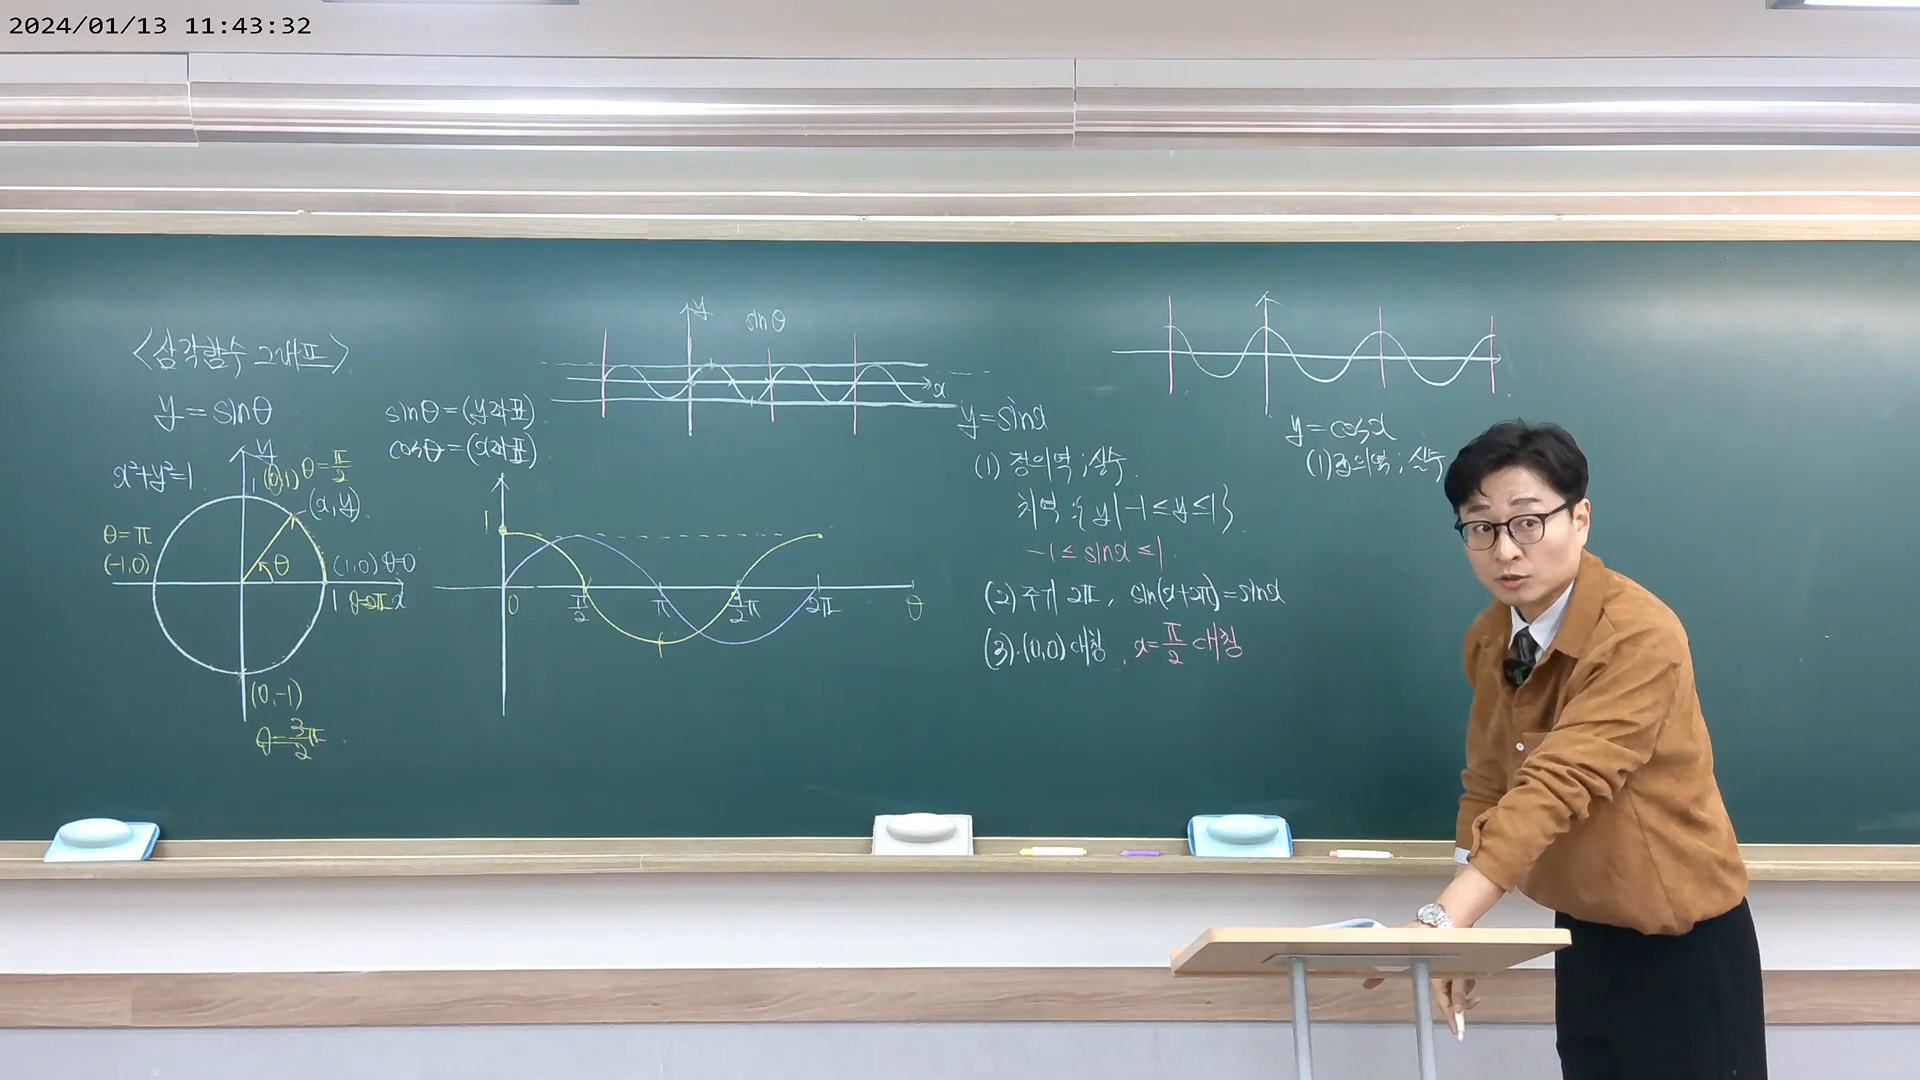 2024/01/13 11:43:32
<삼각함수 그래프>
y=sinθ
sinθ=(y좌표)
cosθ=(x좌표)
x²+y²=1
y
1
(0,1) θ=π/2
(x,y)
θ=π
(-1,0)
θ
(1,0) θ=0
1 θ=2π x
(0,-1)
θ=3π/2
y
sinθ
x
1
0 π/2 π 3/2π 2π θ
y=sinx
(1) 정의역 ; 실수
치역 {y|-1≤y≤1}
-1≤sinx≤1
(2) 주기 2π, sin(x+2π)=sinx
(3) (0,0) 대칭, x=π/2 대칭
y=cosx
(1) 정의역 ; 실수